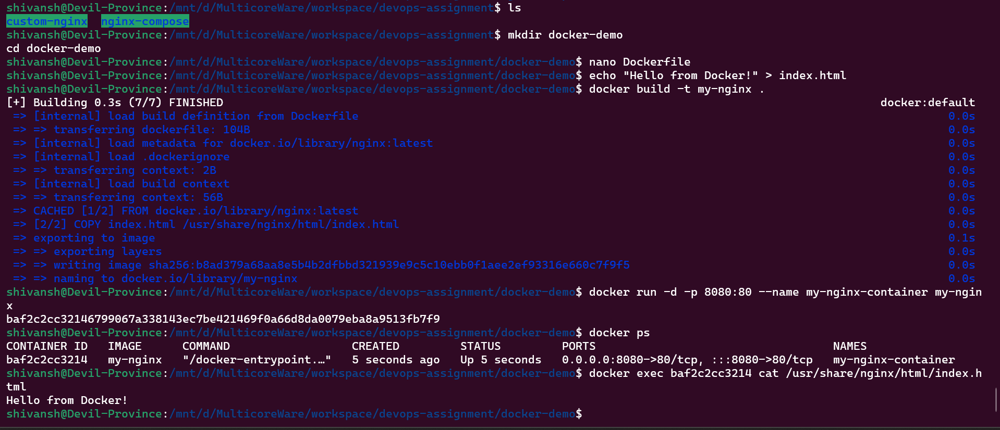 shivansh@Devil-Province:/mnt/d/MulticoreWare/workspace/devops-assignment$ ls
custom-nginx  nginx-compose
shivansh@Devil-Province:/mnt/d/MulticoreWare/workspace/devops-assignment$ mkdir docker-demo
cd docker-demo
shivansh@Devil-Province:/mnt/d/MulticoreWare/workspace/devops-assignment/docker-demo$ nano Dockerfile
shivansh@Devil-Province:/mnt/d/MulticoreWare/workspace/devops-assignment/docker-demo$ echo "Hello from Docker!" > index.html
shivansh@Devil-Province:/mnt/d/MulticoreWare/workspace/devops-assignment/docker-demo$ docker build -t my-nginx .
[+] Building 0.3s (7/7) FINISHED docker:default
 => [internal] load build definition from Dockerfile 0.0s
 => => transferring dockerfile: 104B 0.0s
 => [internal] load metadata for docker.io/library/nginx:latest 0.0s
 => [internal] load .dockerignore 0.0s
 => => transferring context: 2B 0.0s
 => [internal] load build context 0.0s
 => => transferring context: 56B 0.0s
 => CACHED [1/2] FROM docker.io/library/nginx:latest 0.0s
 => [2/2] COPY index.html /usr/share/nginx/html/index.html 0.0s
 => exporting to image 0.1s
 => => exporting layers 0.0s
 => => writing image sha256:b8ad379a68aa8e5b4b2dfbbd321939e9c5c10ebb0f1aee2ef93316e660c7f9f5 0.0s
 => => naming to docker.io/library/my-nginx 0.0s
shivansh@Devil-Province:/mnt/d/MulticoreWare/workspace/devops-assignment/docker-demo$ docker run -d -p 8080:80 --name my-nginx-container my-ngin
x
baf2c2cc32146799067a338143ec7be421469f0a66d8da0079eba8a9513fb7f9
shivansh@Devil-Province:/mnt/d/MulticoreWare/workspace/devops-assignment/docker-demo$ docker ps
CONTAINER ID   IMAGE      COMMAND                  CREATED         STATUS         PORTS                                   NAMES
baf2c2cc3214   my-nginx   "/docker-entrypoint.…"   5 seconds ago   Up 5 seconds   0.0.0.0:8080->80/tcp, :::8080->80/tcp   my-nginx-container
shivansh@Devil-Province:/mnt/d/MulticoreWare/workspace/devops-assignment/docker-demo$ docker exec baf2c2cc3214 cat /usr/share/nginx/html/index.h
tml
Hello from Docker!
shivansh@Devil-Province:/mnt/d/MulticoreWare/workspace/devops-assignment/docker-demo$